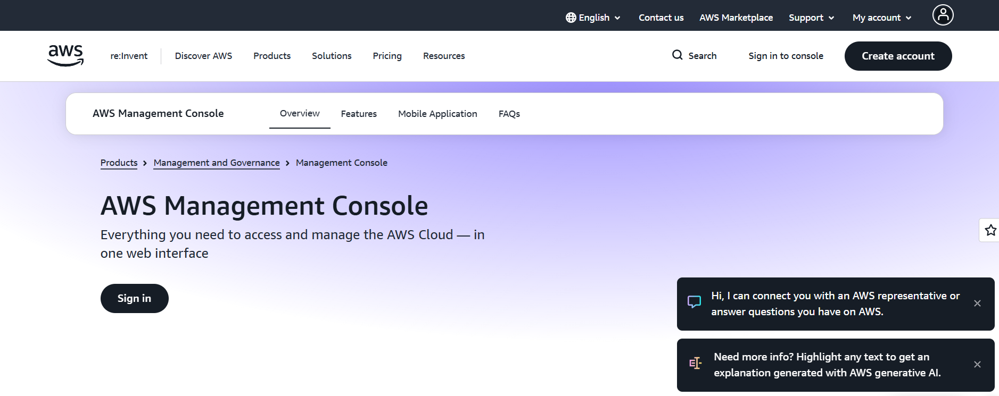 English
Contact us
AWS Marketplace
Support
My account
aws
re:Invent
Discover AWS
Products
Solutions
Pricing
Resources
Search
Sign in to console
Create account
AWS Management Console
Overview
Features
Mobile Application
FAQs
Products
Management and Governance
Management Console
AWS Management Console
Everything you need to access and manage the AWS Cloud — in
one web interface
Sign in
Hi, I can connect you with an AWS representative or
answer questions you have on AWS.
Need more info? Highlight any text to get an
explanation generated with AWS generative AI.